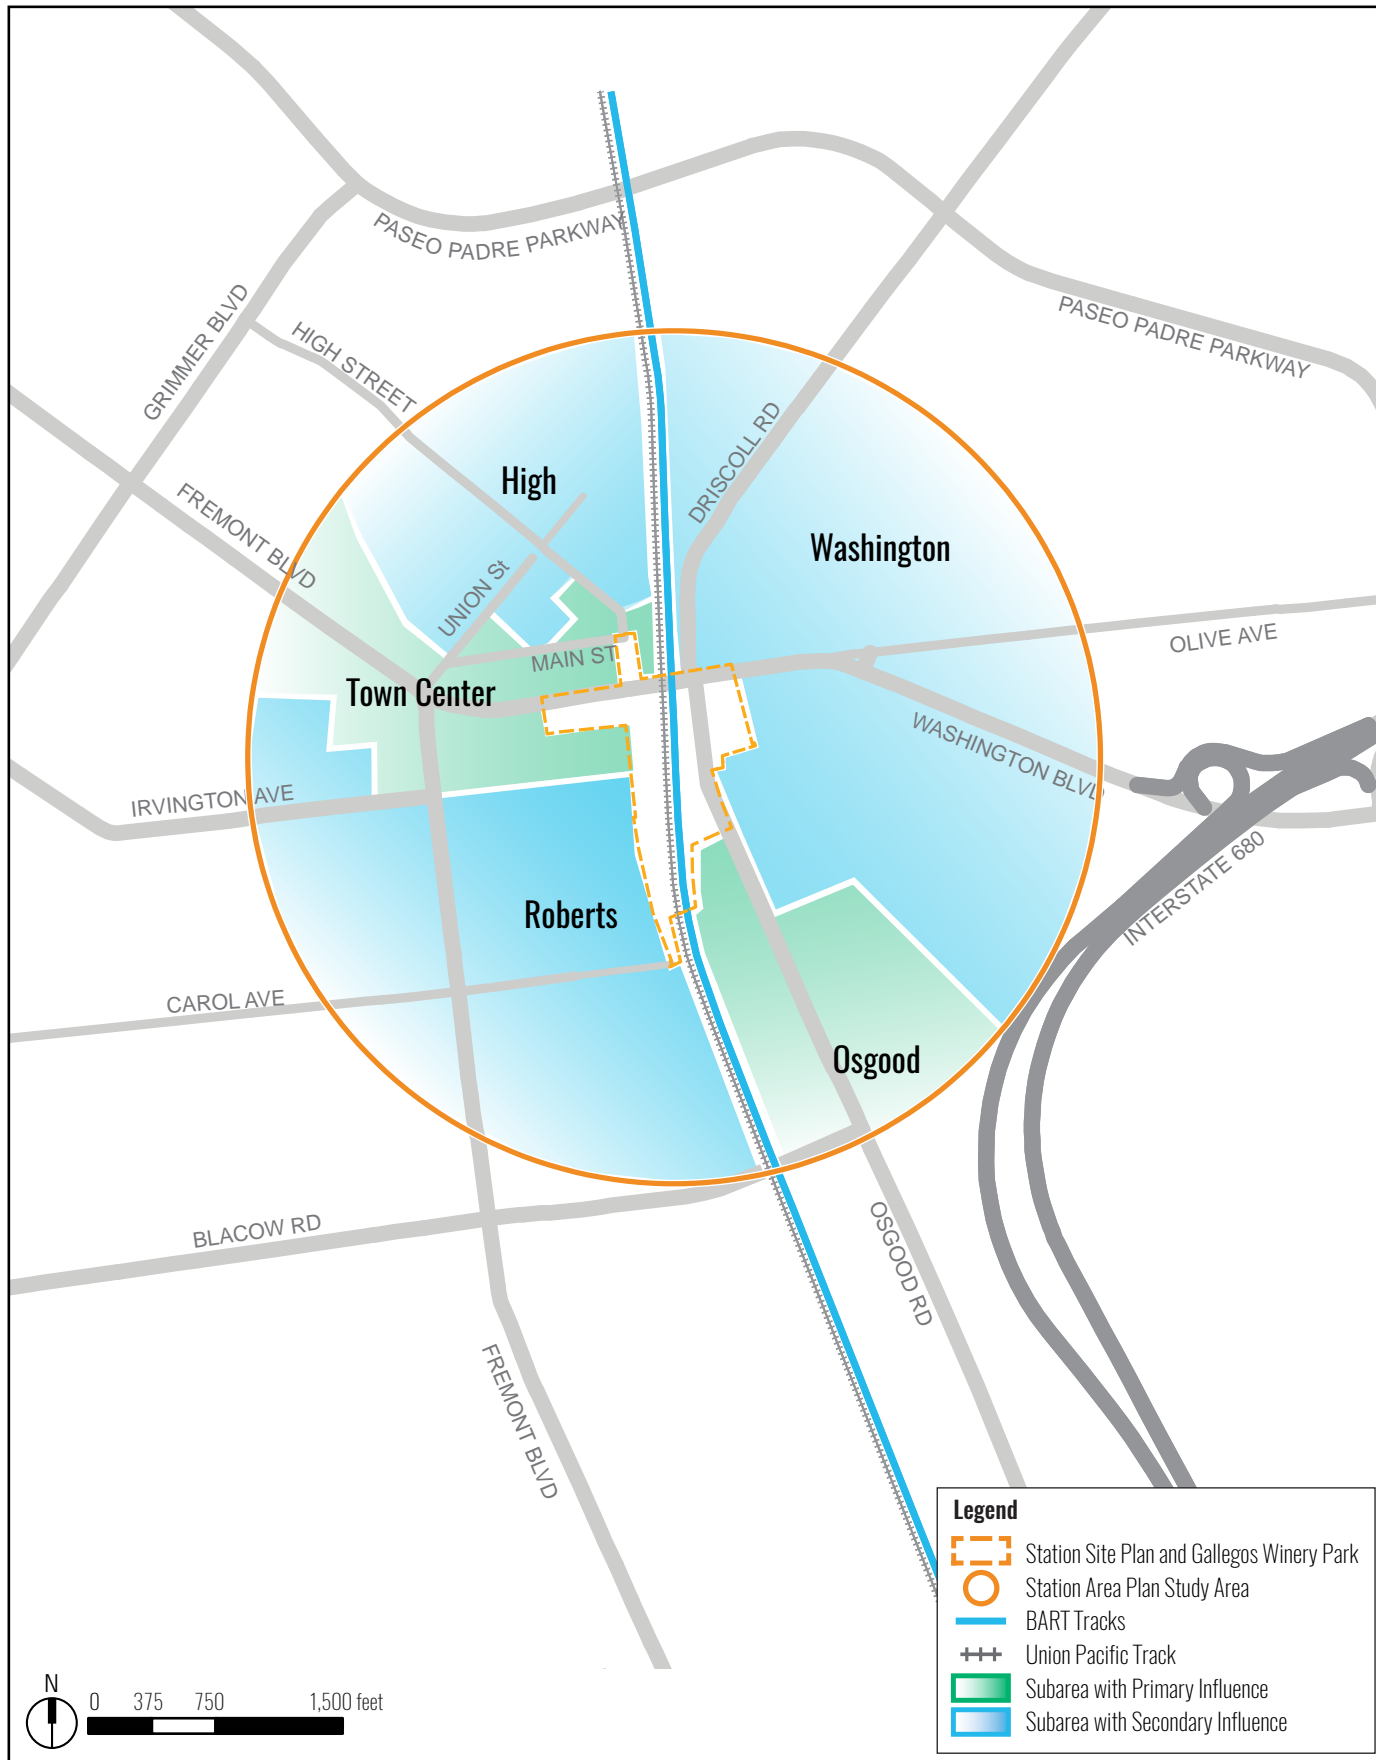 PASEO PADRE PARKWAY
PASEO PADRE PARKWAY
GRIMMER BLVD
HIGH STREET
DRISCOLL RD
High
FREMONT BLVD
Washington
UNION St
OLIVE AVE
MAIN ST
Town Center
WASHINGTON BLVD
IRVINGTON AVE
INTERSTATE 680
Roberts
CAROL AVE
Osgood
BLACOW RD
OSGOOD RD
FREMONT BLVD
Legend
Station Site Plan and Gallegos Winery Park
Station Area Plan Study Area
BART Tracks
Union Pacific Track
Subarea with Primary Influence
Subarea with Secondary Influence
N
0 375 750 1,500 feet